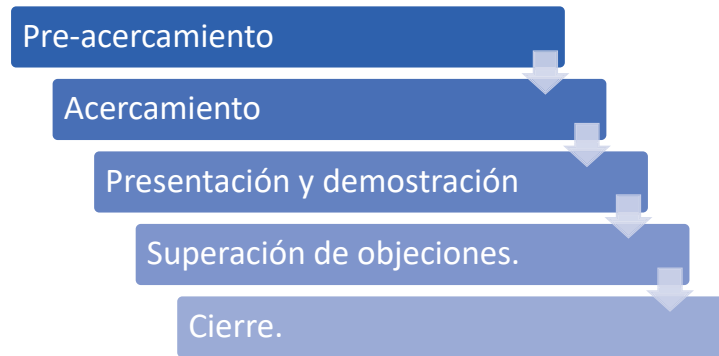 Pre-acercamiento
Acercamiento
Presentación y demostración
Superación de objeciones.
Cierre.